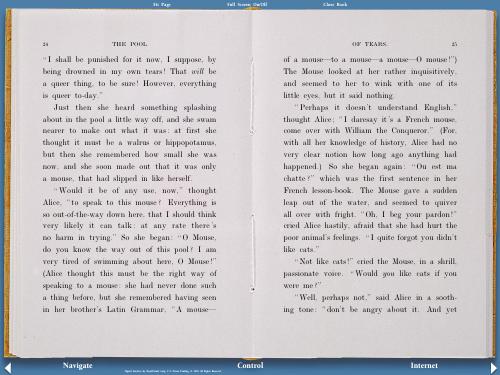 Fit Page Full Screen On/Off Close Book
24 THE POOL
"I shall be punished for it now, I suppose, by
being drowned in my own tears! That will be
a queer thing, to be sure! However, everything
is queer to-day."
Just then she heard something splashing
about in the pool a little way off, and she swam
nearer to make out what it was: at first she
thought it must be a walrus or hippopotamus,
but then she remembered how small she was
now, and she soon made out that it was only
a mouse, that had slipped in like herself.
"Would it be of any use, now," thought
Alice, "to speak to this mouse? Everything is
so out-of-the-way down here, that I should think
very likely it can talk: at any rate there's
no harm in trying." So she began: "O Mouse,
do you know the way out of this pool? I am
very tired of swimming about here, O Mouse!"
(Alice thought this must be the right way of
speaking to a mouse: she had never done such
a thing before, but she remembered having seen
in her brother's Latin Grammar, "A mouse—
OF TEARS. 25
of a mouse—to a mouse—a mouse—O mouse!")
The Mouse looked at her rather inquisitively,
and seemed to her to wink with one of its
little eyes, but it said nothing.
"Perhaps it doesn't understand English,"
thought Alice; "I daresay it's a French mouse,
come over with William the Conqueror." (For,
with all her knowledge of history, Alice had no
very clear notion how long ago anything had
happened.) So she began again: "Où est ma
chatte?" which was the first sentence in her
French lesson-book. The Mouse gave a sudden
leap out of the water, and seemed to quiver
all over with fright. "Oh, I beg your pardon!"
cried Alice hastily, afraid that she had hurt the
poor animal's feelings. "I quite forgot you didn't
like cats."
"Not like cats!" cried the Mouse, in a shrill,
passionate voice. "Would you like cats if you
were me?"
"Well, perhaps not," said Alice in a sooth-
ing tone: "don't be angry about it. And yet
Navigate Control Internet